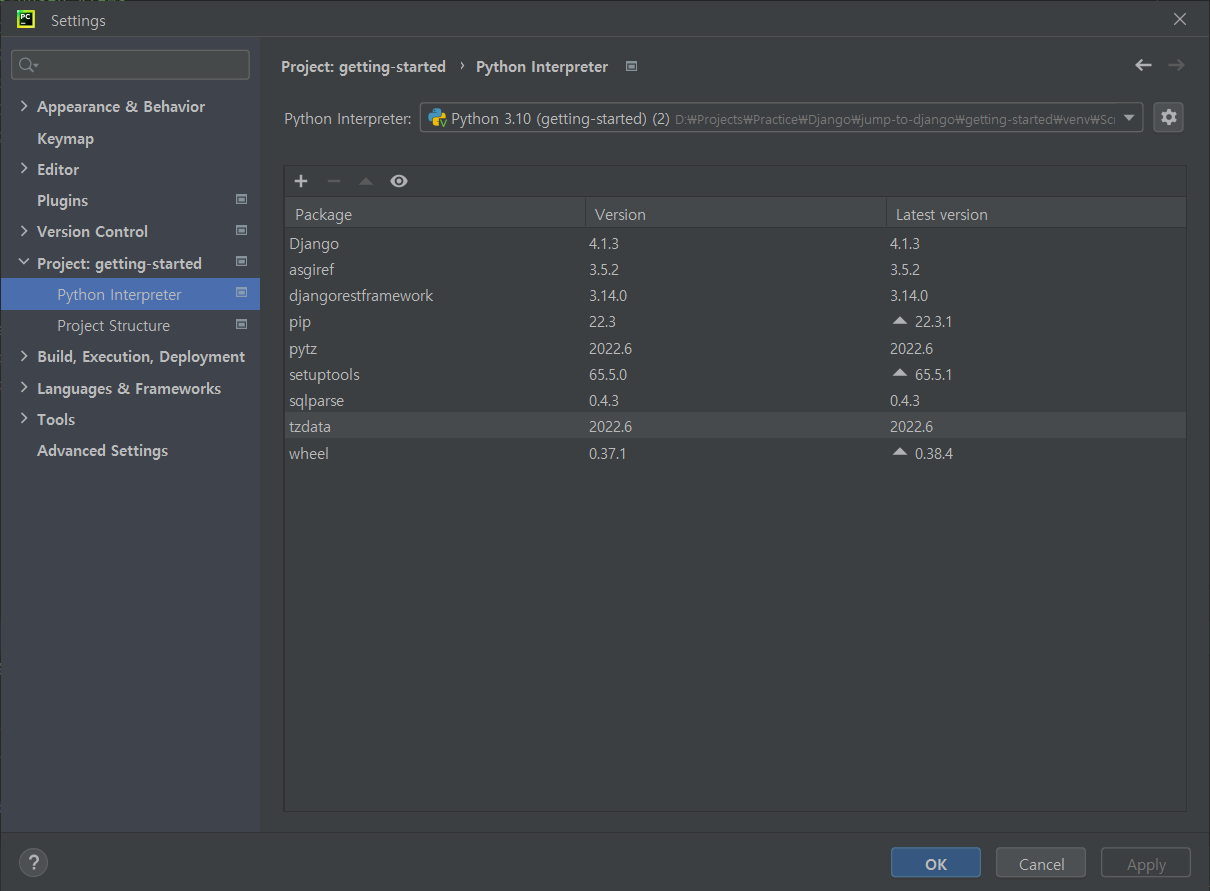 PC
Settings
Appearance & Behavior
Keymap
Editor
Plugins
Version Control
Project: getting-started
Python Interpreter
Project Structure
Build, Execution, Deployment
Languages & Frameworks
Tools
Advanced Settings
Project: getting-started › Python Interpreter
Python Interpreter: Python 3.10 (getting-started) (2) D:₩Projects₩Practice₩Django₩jump-to-django₩getting-started₩venv₩Scr
Package Version Latest version
Django 4.1.3 4.1.3
asgiref 3.5.2 3.5.2
djangorestframework 3.14.0 3.14.0
pip 22.3 22.3.1
pytz 2022.6 2022.6
setuptools 65.5.0 65.5.1
sqlparse 0.4.3 0.4.3
tzdata 2022.6 2022.6
wheel 0.37.1 0.38.4
?
OK Cancel Apply